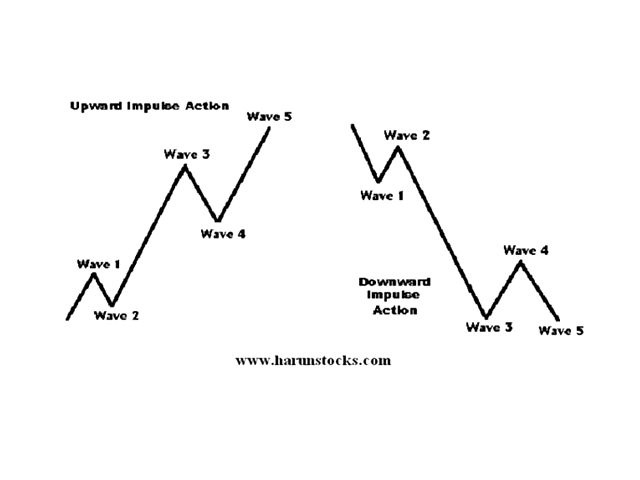 Upward Impulse Action
Wave 5
Wave 3
Wave 4
Wave 1
Wave 2
Wave 2
Wave 1
Wave 4
Downward
Impulse
Action
Wave 3
Wave 5
www.harunstocks.com